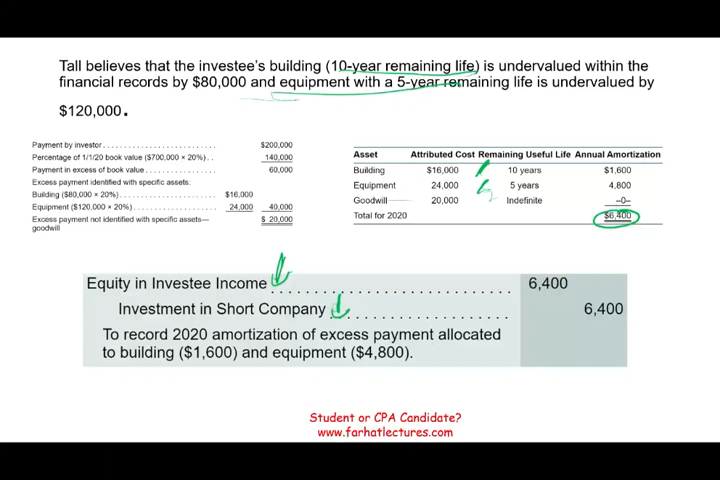 Tall believes that the investee's building (10-year remaining life) is undervalued within the
financial records by $80,000 and equipment with a 5-year remaining life is undervalued by
$120,000.
Payment by investor . . . . . . . . . . . . . . . . . . . . . . . . . . $200,000
Percentage of 1/1/20 book value ($700,000 × 20%) . . 140,000
Payment in excess of book value . . . . . . . . . . . . . . . . 60,000
Excess payment identified with specific assets:
Building ($80,000 × 20%) . . . . . . . . . . . . . . . . . . . . . $16,000
Equipment ($120,000 × 20%) . . . . . . . . . . . . . . . . . . 24,000 40,000
Excess payment not identified with specific assets—
goodwill $ 20,000
Asset Attributed Cost Remaining Useful Life Annual Amortization
Building $16,000 10 years $1,600
Equipment 24,000 5 years 4,800
Goodwill 20,000 Indefinite –0–
Total for 2020 $6,400
Equity in Investee Income . . . . . . . . . . . . . . . . . . . . . . . . . . . . . 6,400
Investment in Short Company . . . . . . . . . . . . . . . . . . . . . 6,400
To record 2020 amortization of excess payment allocated
to building ($1,600) and equipment ($4,800).
Student or CPA Candidate?
www.farhatlectures.com